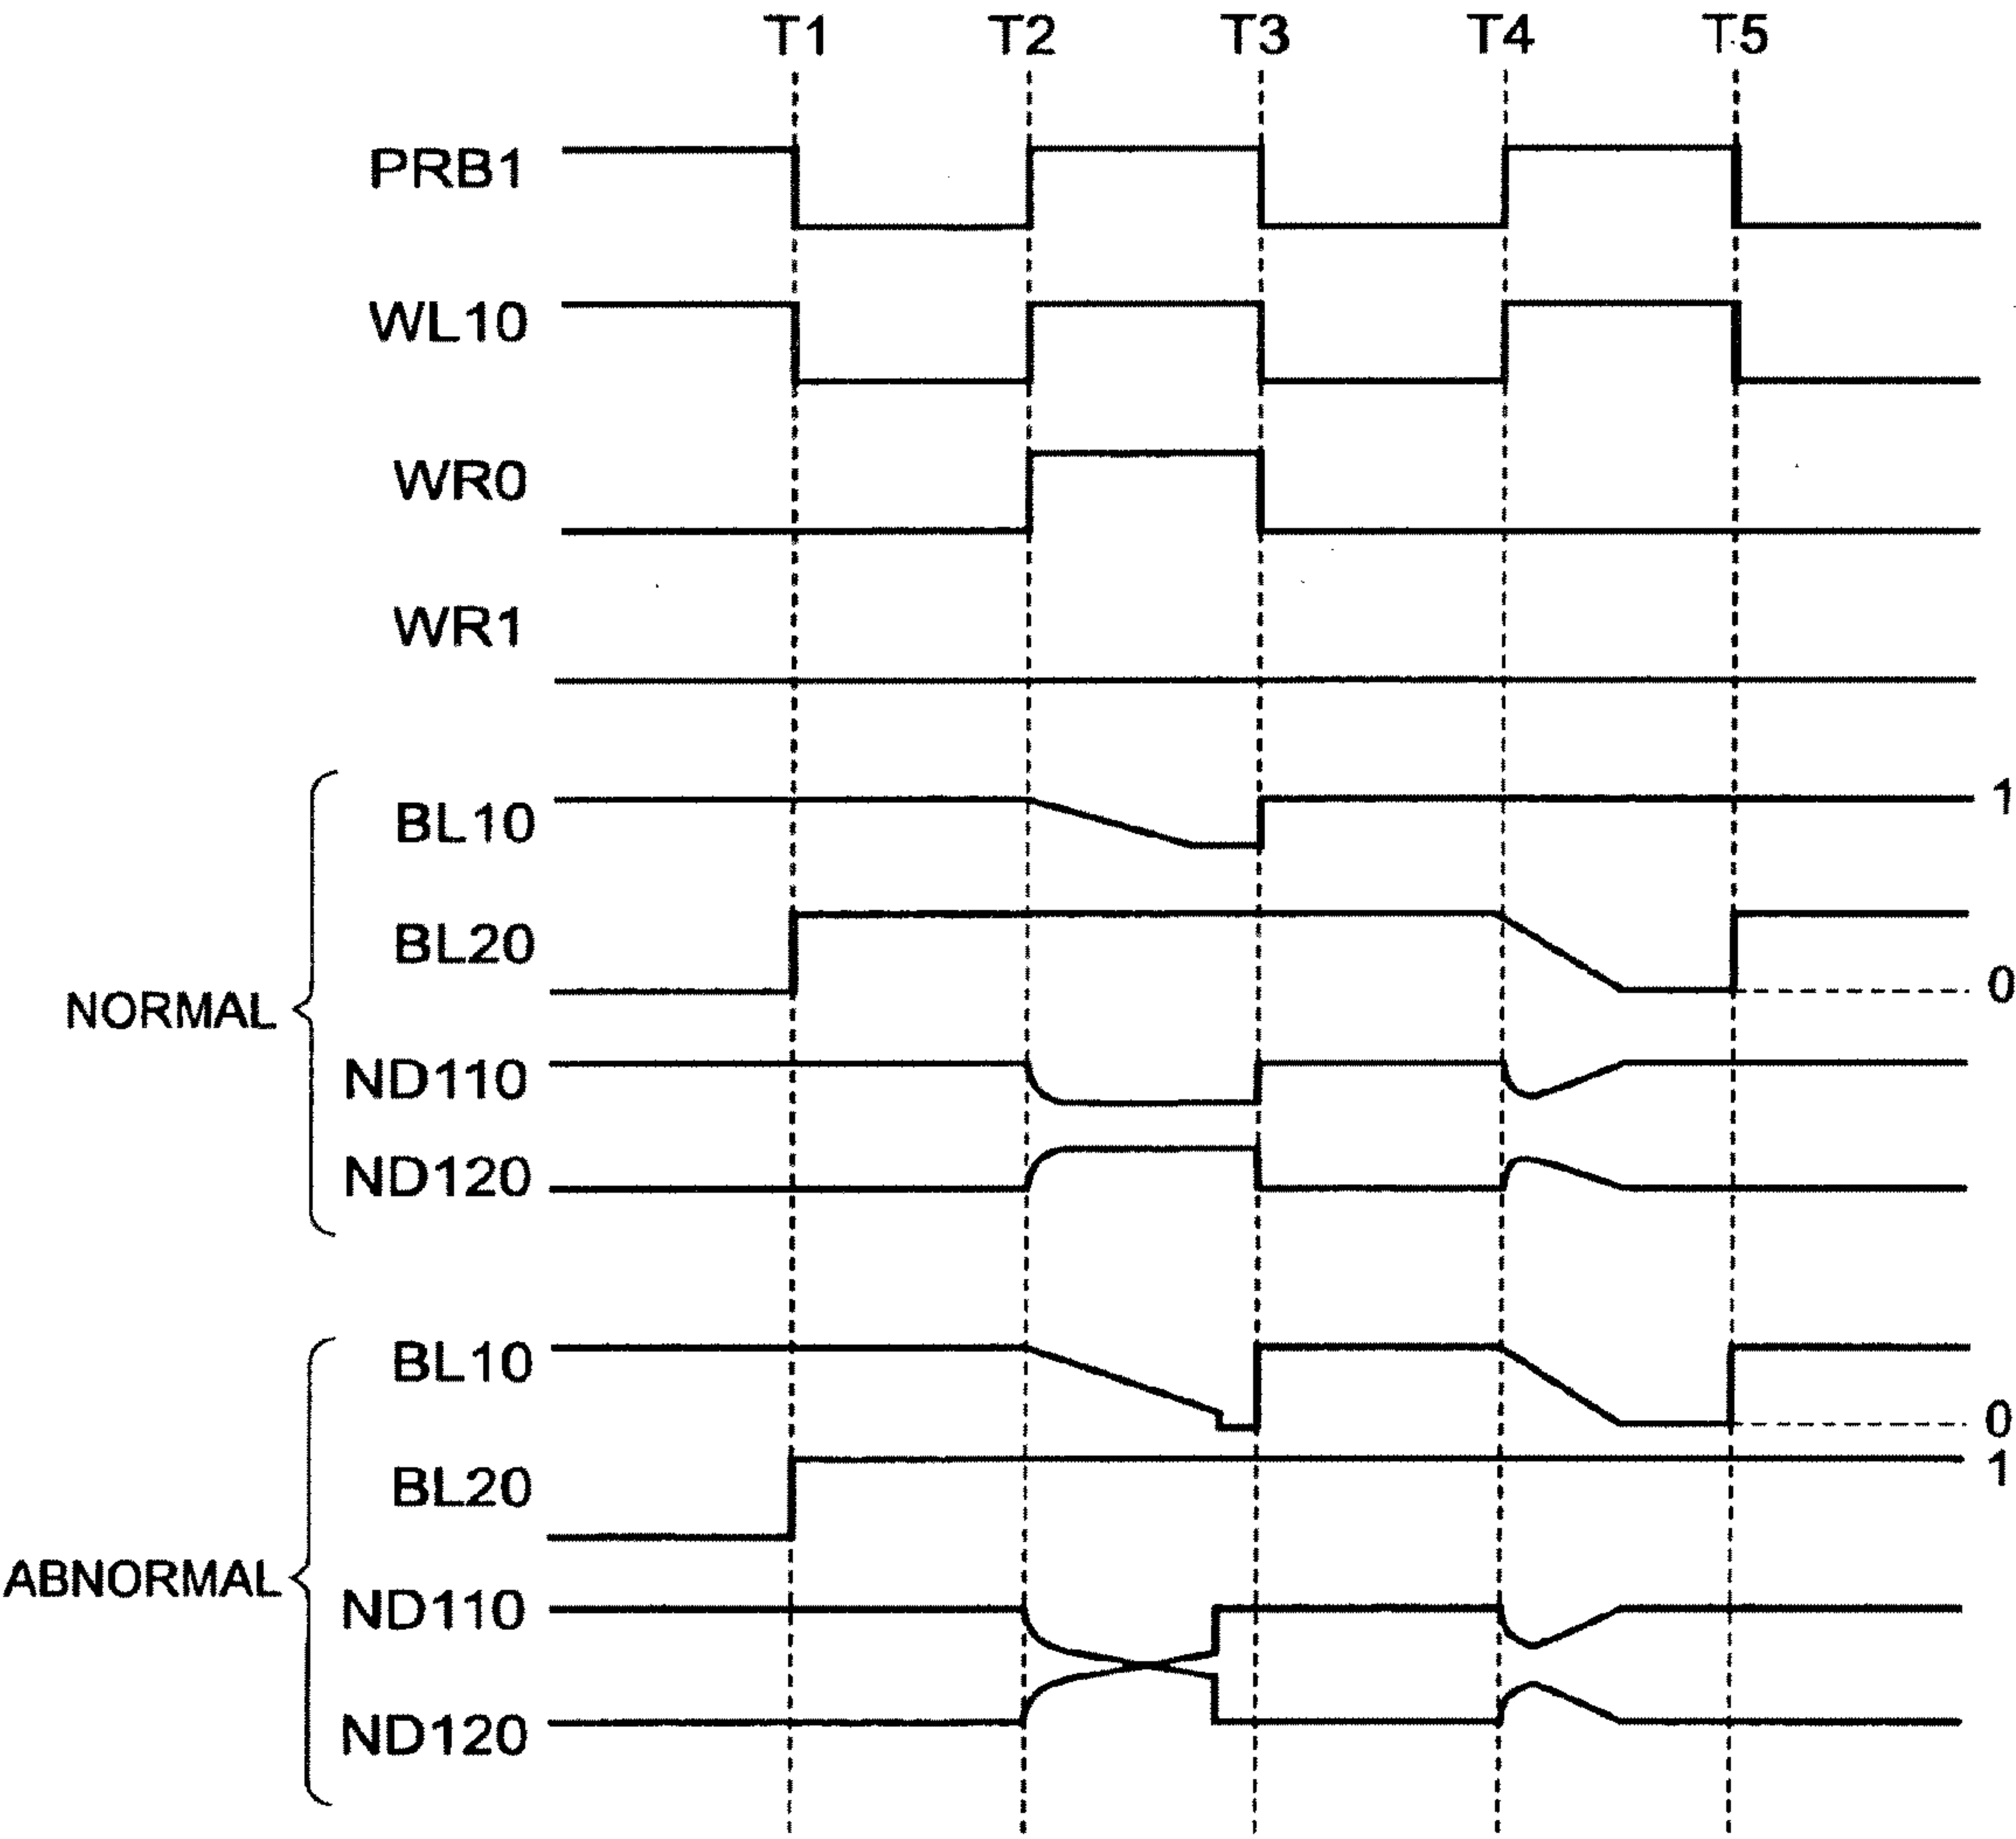 T1 T2 T3 T4 T5
PRB1
WL10
WR0
WR1
BL10 1
BL20 0
NORMAL
ND110
ND120
BL10 0
BL20 1
ABNORMAL
ND110
ND120